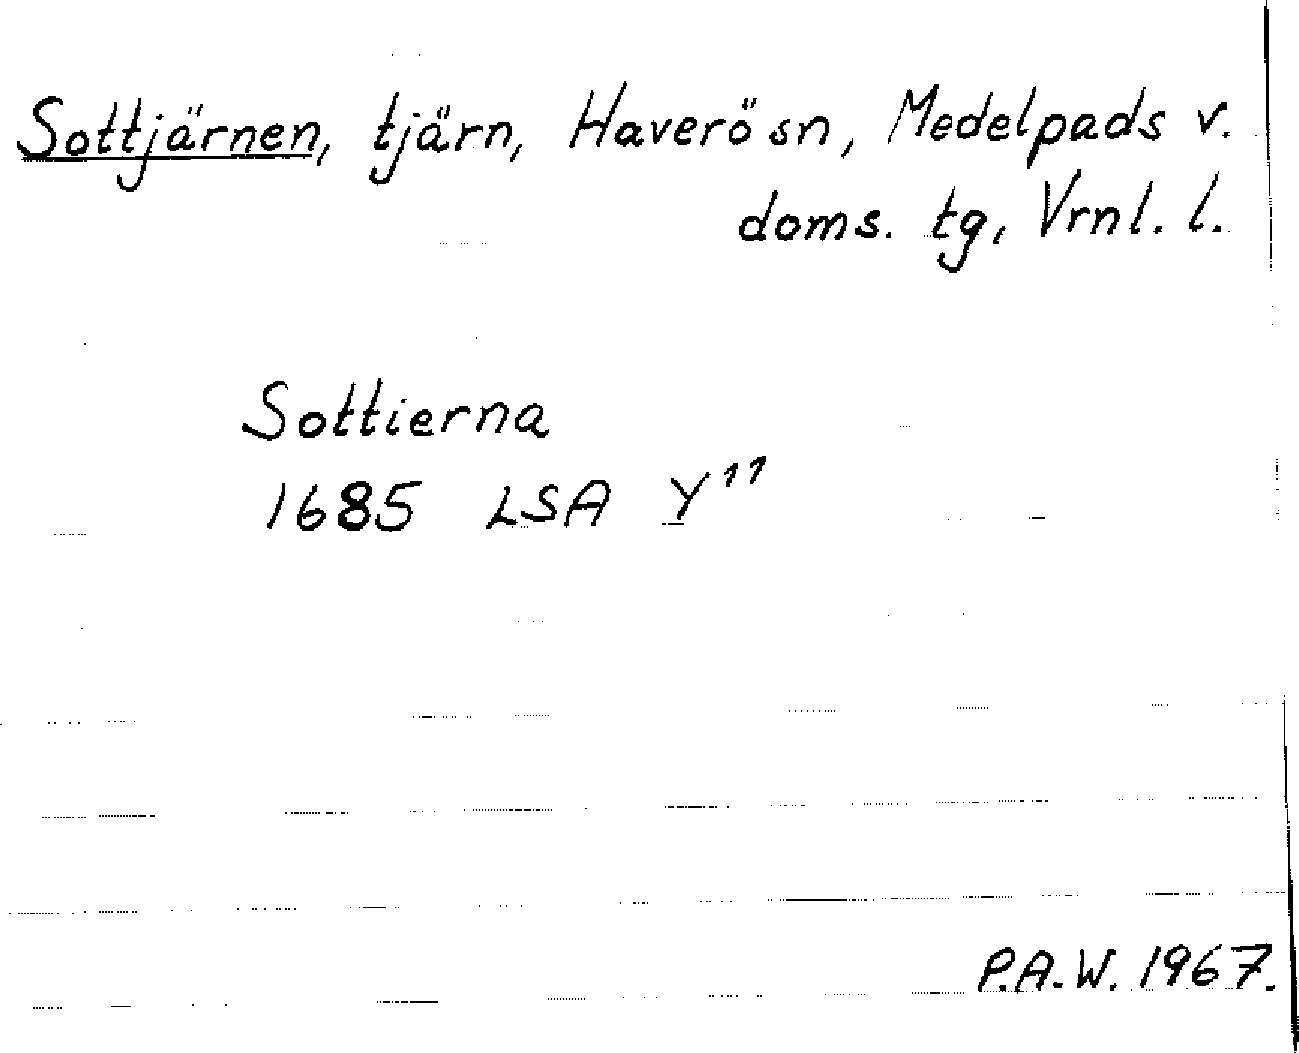 Sottjärnen, tjärn, Haverö sn, Medelpads v.
doms. tg, Vrnl. l.
Sottierna
1685 LSA Y¹¹
P.A.W. 1967.